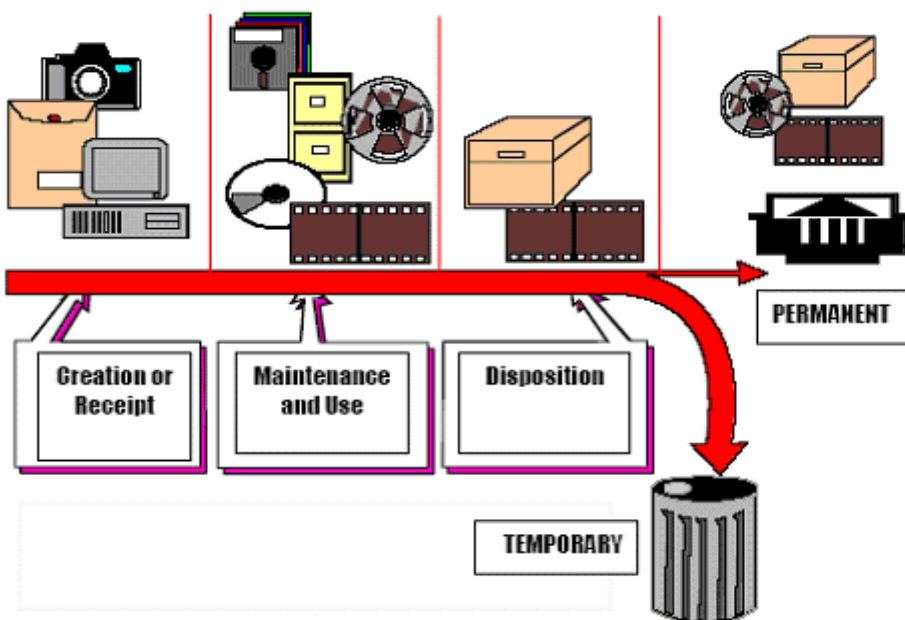 PERMANENT
Creation or
Receipt
Maintenance
and Use
Disposition
TEMPORARY